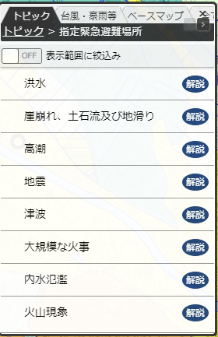 トピック 台風・豪雨等 ベースマップ ×
トピック > 指定緊急避難場所
OFF 表示範囲に絞込み
洪水 解説
崖崩れ、土石流及び地滑り 解説
高潮 解説
地震 解説
津波 解説
大規模な火事 解説
内水氾濫 解説
火山現象 解説